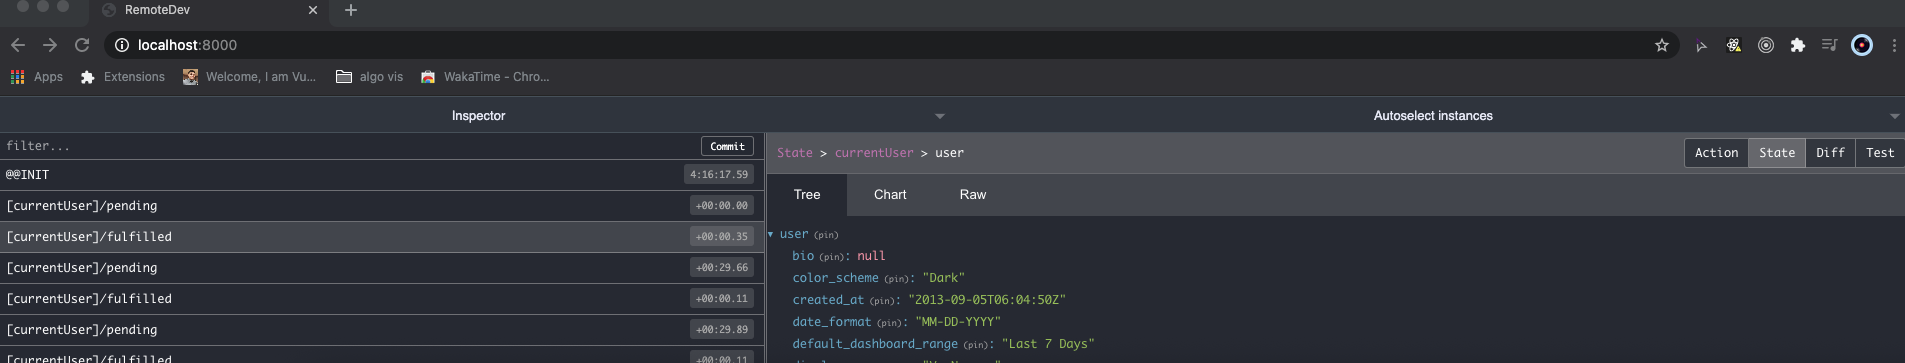 RemoteDev
localhost:8000
Apps Extensions Welcome, I am Vu... algo vis WakaTime - Chro...
Inspector Autoselect instances
filter... Commit
@@INIT 4:16:17.59
[currentUser]/pending +00:00.00
[currentUser]/fulfilled +00:00.35
[currentUser]/pending +00:29.66
[currentUser]/fulfilled +00:00.11
[currentUser]/pending +00:29.89
[currentUser]/fulfilled +00:00.11
State > currentUser > user Action State Diff Test
Tree Chart Raw
user (pin)
bio (pin): null
color_scheme (pin): "Dark"
created_at (pin): "2013-09-05T06:04:50Z"
date_format (pin): "MM-DD-YYYY"
default_dashboard_range (pin): "Last 7 Days"